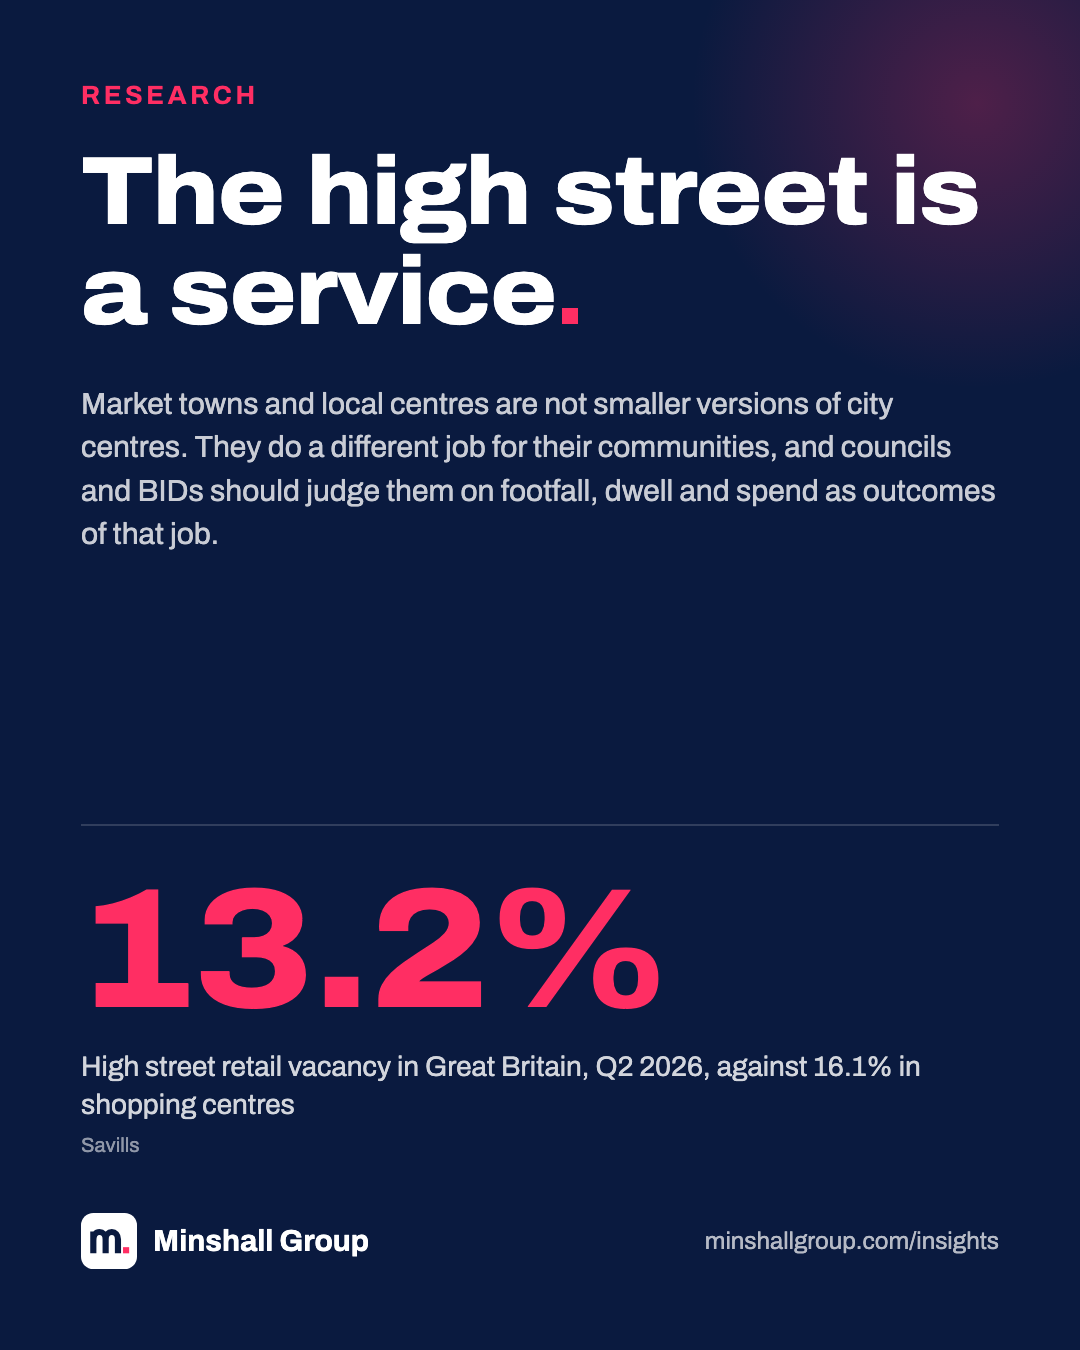 RESEARCH
The high street is
a service.
Market towns and local centres are not smaller versions of city
centres. They do a different job for their communities, and councils
and BIDs should judge them on footfall, dwell and spend as outcomes
of that job.
13.2%
High street retail vacancy in Great Britain, Q2 2026, against 16.1% in
shopping centres
Savills
m. Minshall Group
minshallgroup.com/insights